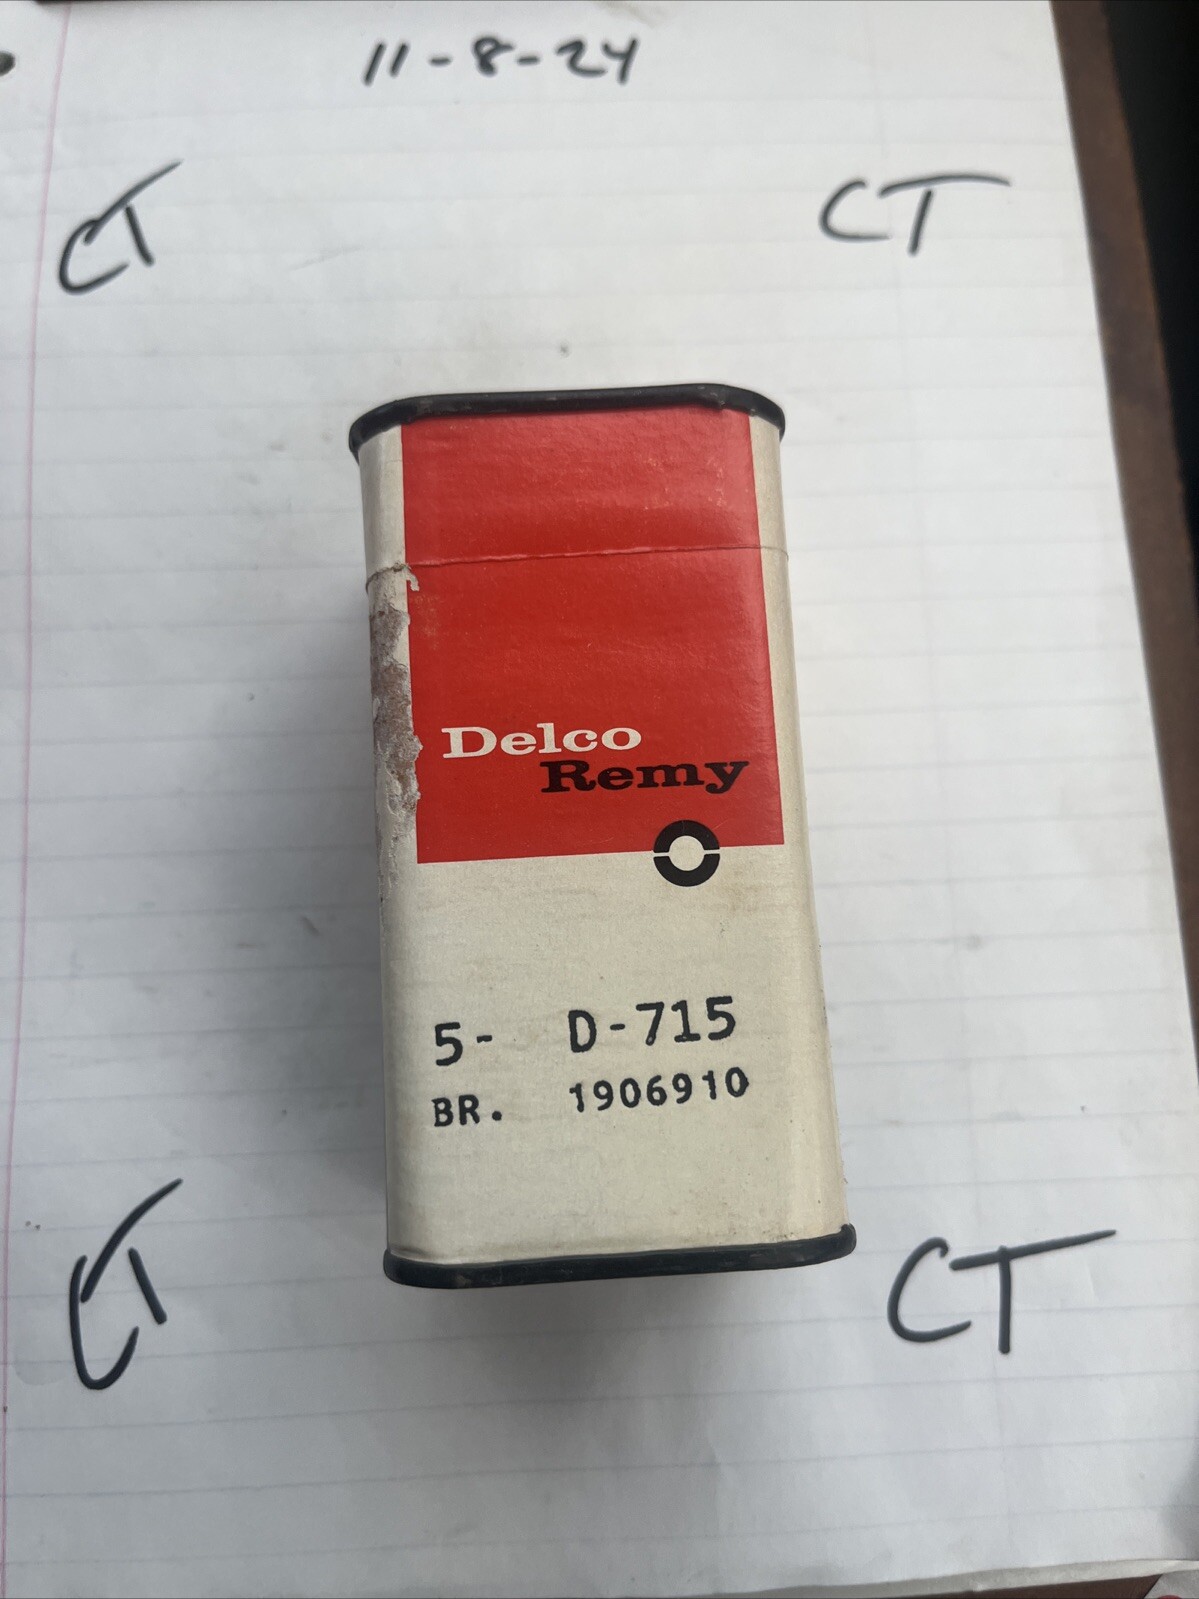 11-8-24
CT CT
Delco
Remy
5- D-715
BR. 1906910
CT CT